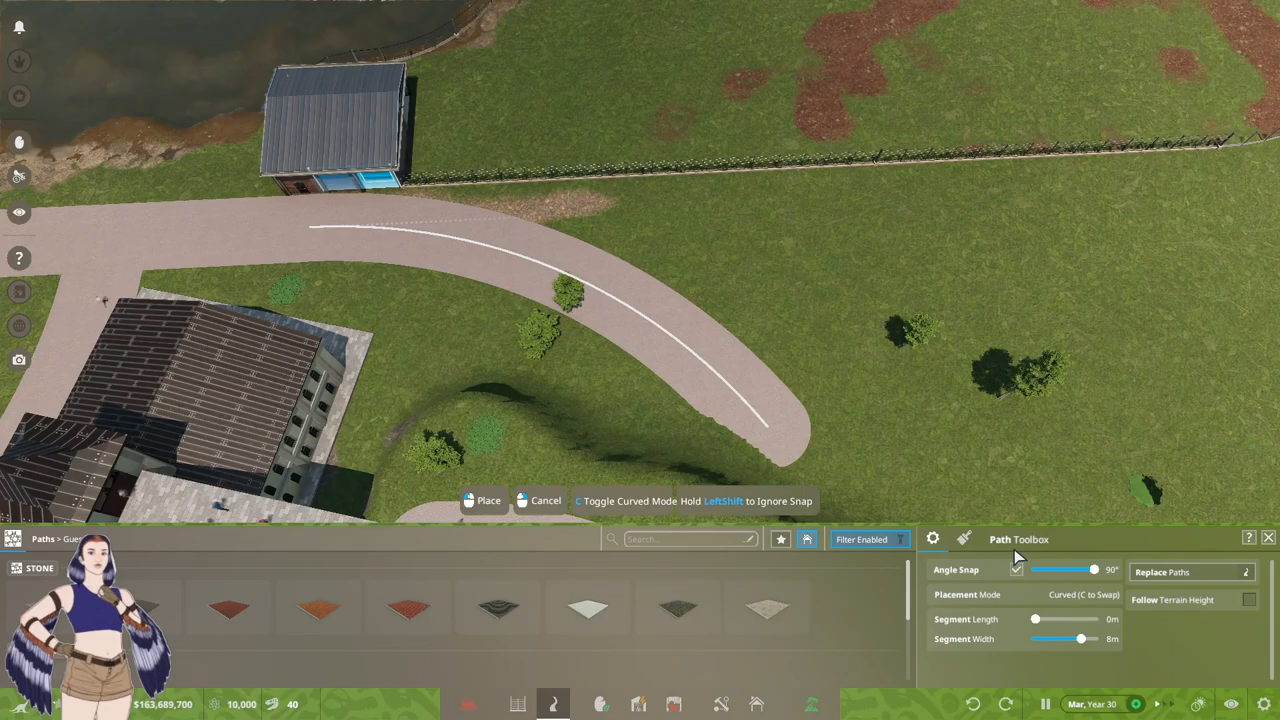 ?
Place
Cancel
C Toggle Curved Mode Hold LeftShift to Ignore Snap
Paths > Gues
Search...
Filter Enabled
Path Toolbox
?
STONE
Angle Snap
90°
Replace Paths
Placement Mode
Curved (C to Swap)
Follow Terrain Height
Segment Length
0m
Segment Width
8m
$163,689,700
10,000
40
Mar, Year 30